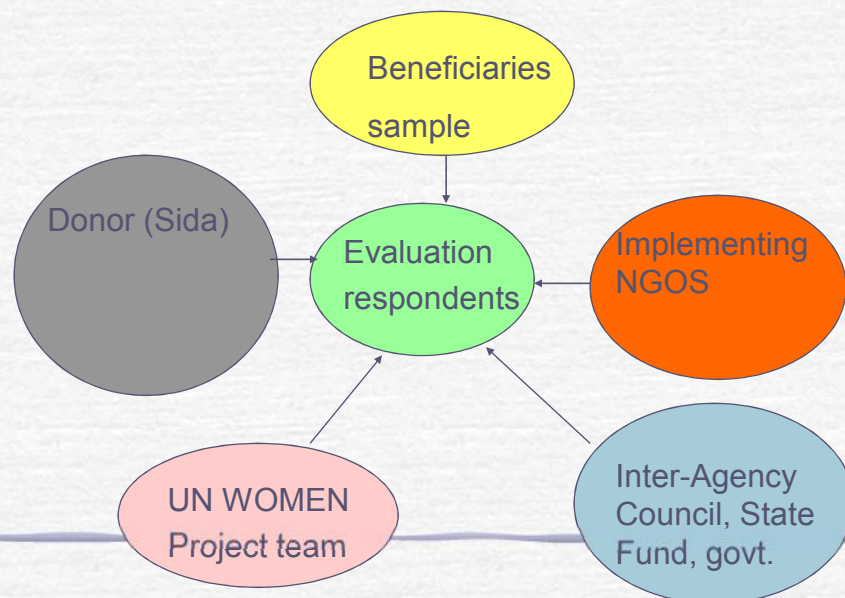 Beneficiaries
sample
Donor (Sida)
Evaluation
respondents
Implementing
NGOS
UN WOMEN
Project team
Inter-Agency
Council, State
Fund, govt.